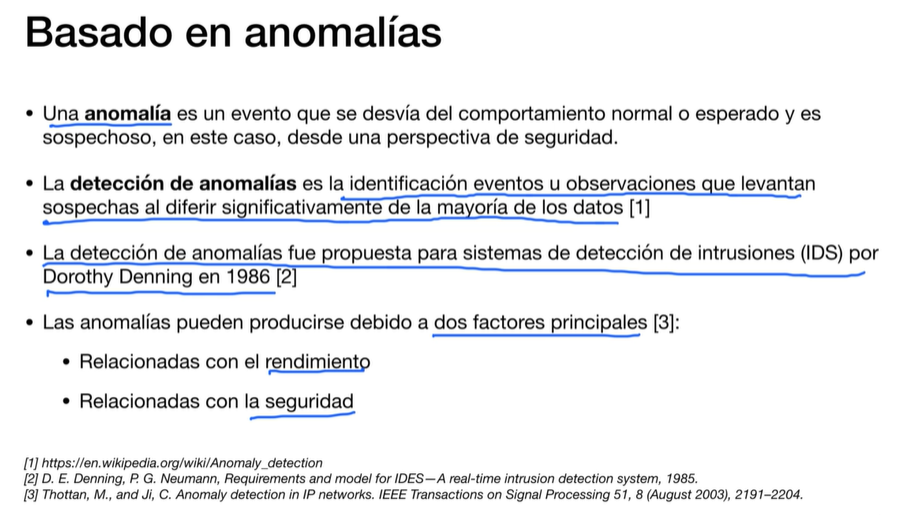 Basado en anomalías
• Una anomalía es un evento que se desvía del comportamiento normal o esperado y es
sospechoso, en este caso, desde una perspectiva de seguridad.
• La detección de anomalías es la identificación eventos u observaciones que levantan
sospechas al diferir significativamente de la mayoría de los datos [1]
• La detección de anomalías fue propuesta para sistemas de detección de intrusiones (IDS) por
Dorothy Denning en 1986 [2]
• Las anomalías pueden producirse debido a dos factores principales [3]:
• Relacionadas con el rendimiento
• Relacionadas con la seguridad
[1] https://en.wikipedia.org/wiki/Anomaly_detection
[2] D. E. Denning, P. G. Neumann, Requirements and model for IDES—A real-time intrusion detection system, 1985.
[3] Thottan, M., and Ji, C. Anomaly detection in IP networks. IEEE Transactions on Signal Processing 51, 8 (August 2003), 2191–2204.